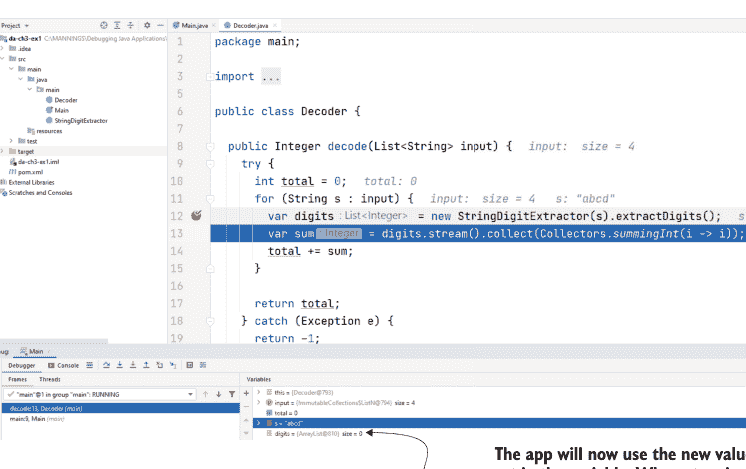 Project
Main.java
Decoder.java
da-ch3-ex1 C:\MANNINGS\Debugging Java Applications\
.idea
src
main
java
main
Decoder
Main
StringDigitExtractor
resources
test
target
da-ch3-ex1.iml
pom.xml
External Libraries
Scratches and Consoles
1 package main;
2
3 import ...
5
6 public class Decoder {
7
8 public Integer decode(List<String> input) { input: size = 4
9 try {
10 int total = 0; total: 0
11 for (String s : input) { input: size = 4 s: "abcd"
12 var digits : List<Integer> = new StringDigitExtractor(s).extractDigits(); s
13 var sum : Integer = digits.stream().collect(Collectors.summingInt(i -> i));
14 total += sum;
15 }
16
17 return total;
18 } catch (Exception e) {
19 return -1;
ug: Main
Debugger Console
Frames Threads
Variables
"main"@1 in group "main": RUNNING
decode:13, Decoder (main)
main:9, Main (main)
this = {Decoder@793}
input = {ImmutableCollections$ListN@794} size = 4
total = 0
s = "abcd"
digits = {ArrayList@810} size = 0
The app will now use the new valu